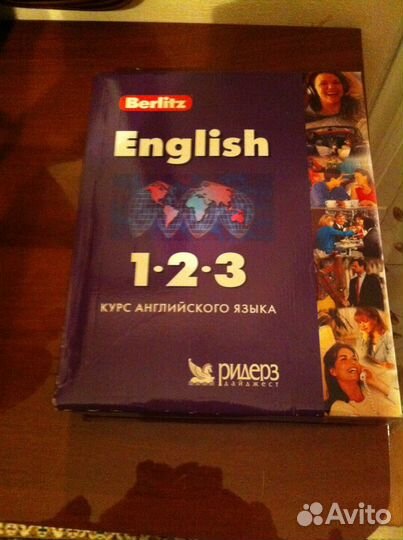 Berlitz
English
1·2·3
КУРС АНГЛИЙСКОГО ЯЗЫКА
РИДЕРЗ
ДАЙДЖЕСТ
Avito